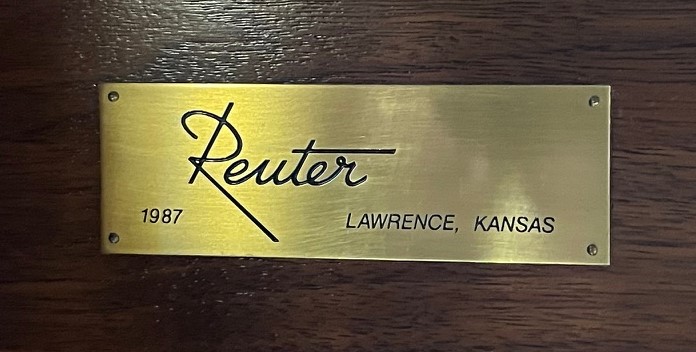 Reuter
1987 LAWRENCE, KANSAS